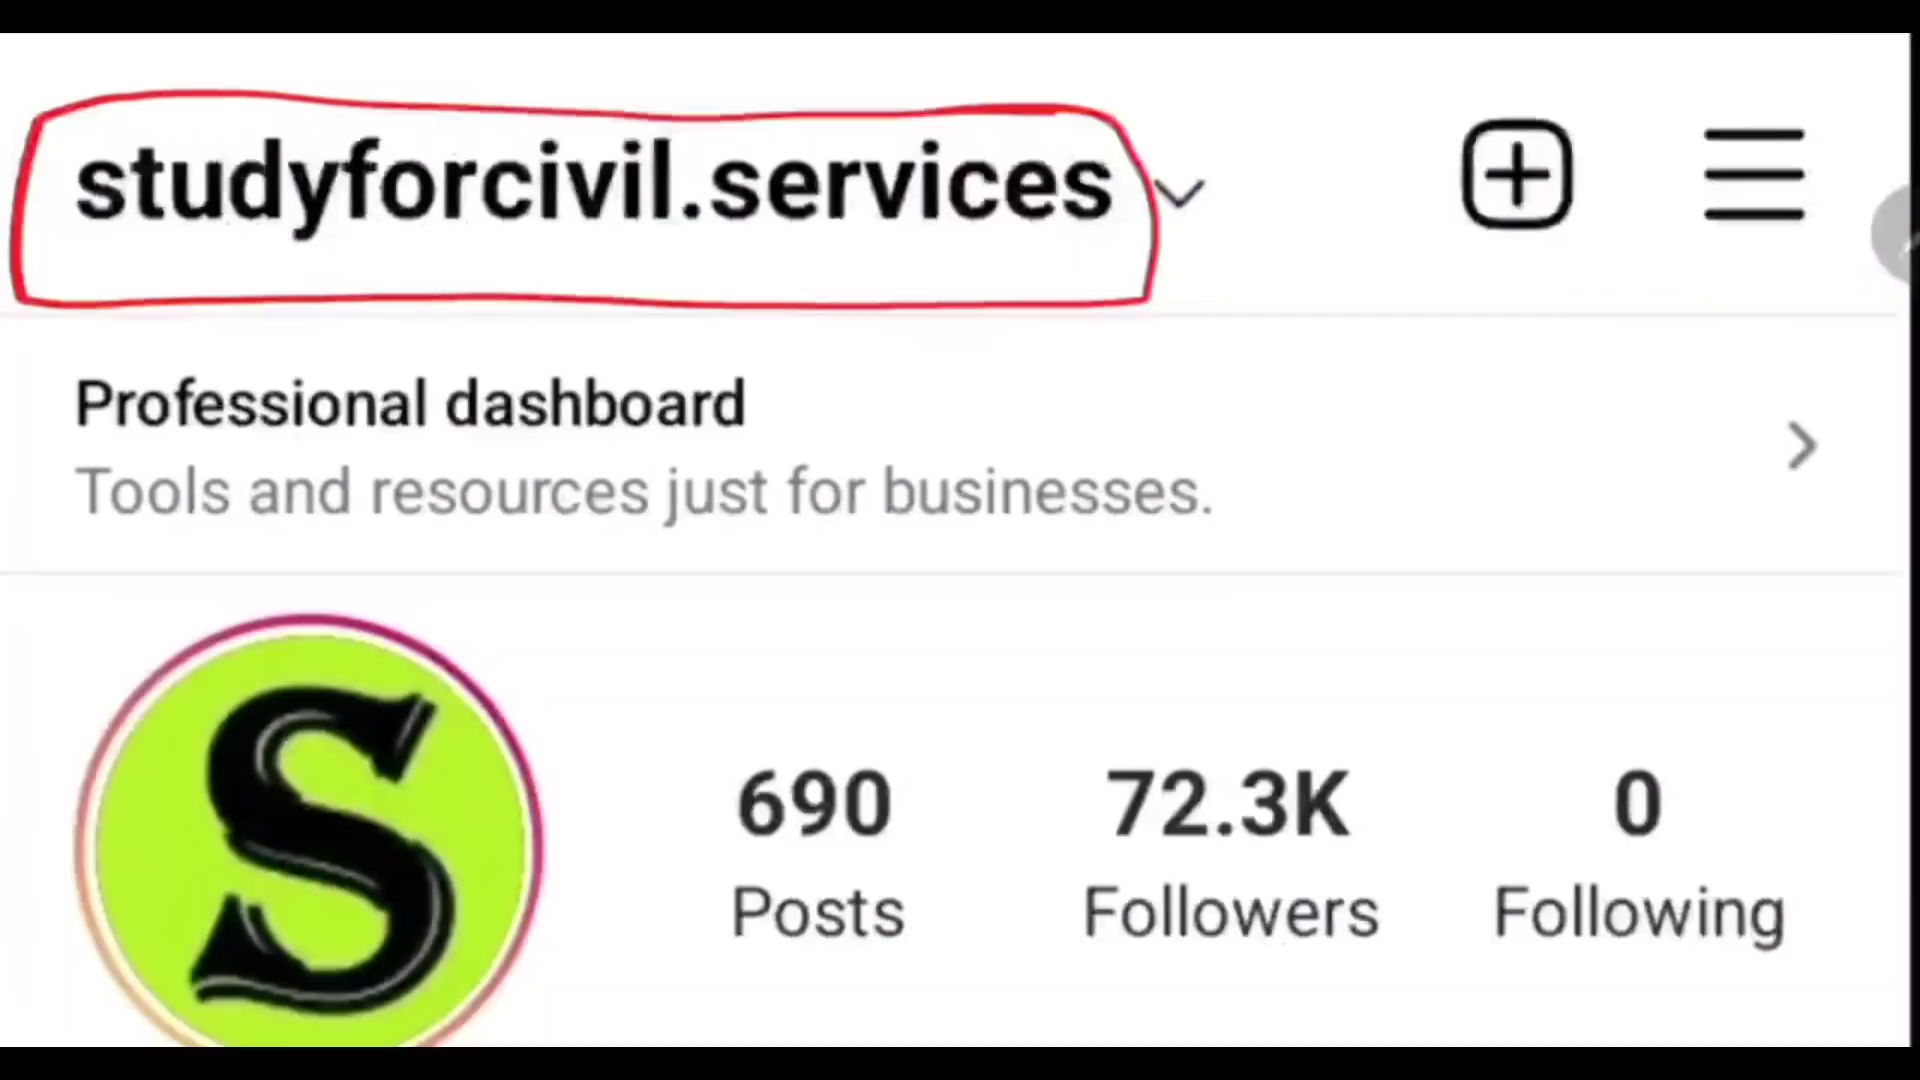 studyforcivil.services
Professional dashboard
Tools and resources just for businesses.
S
690 72.3K 0
Posts Followers Following